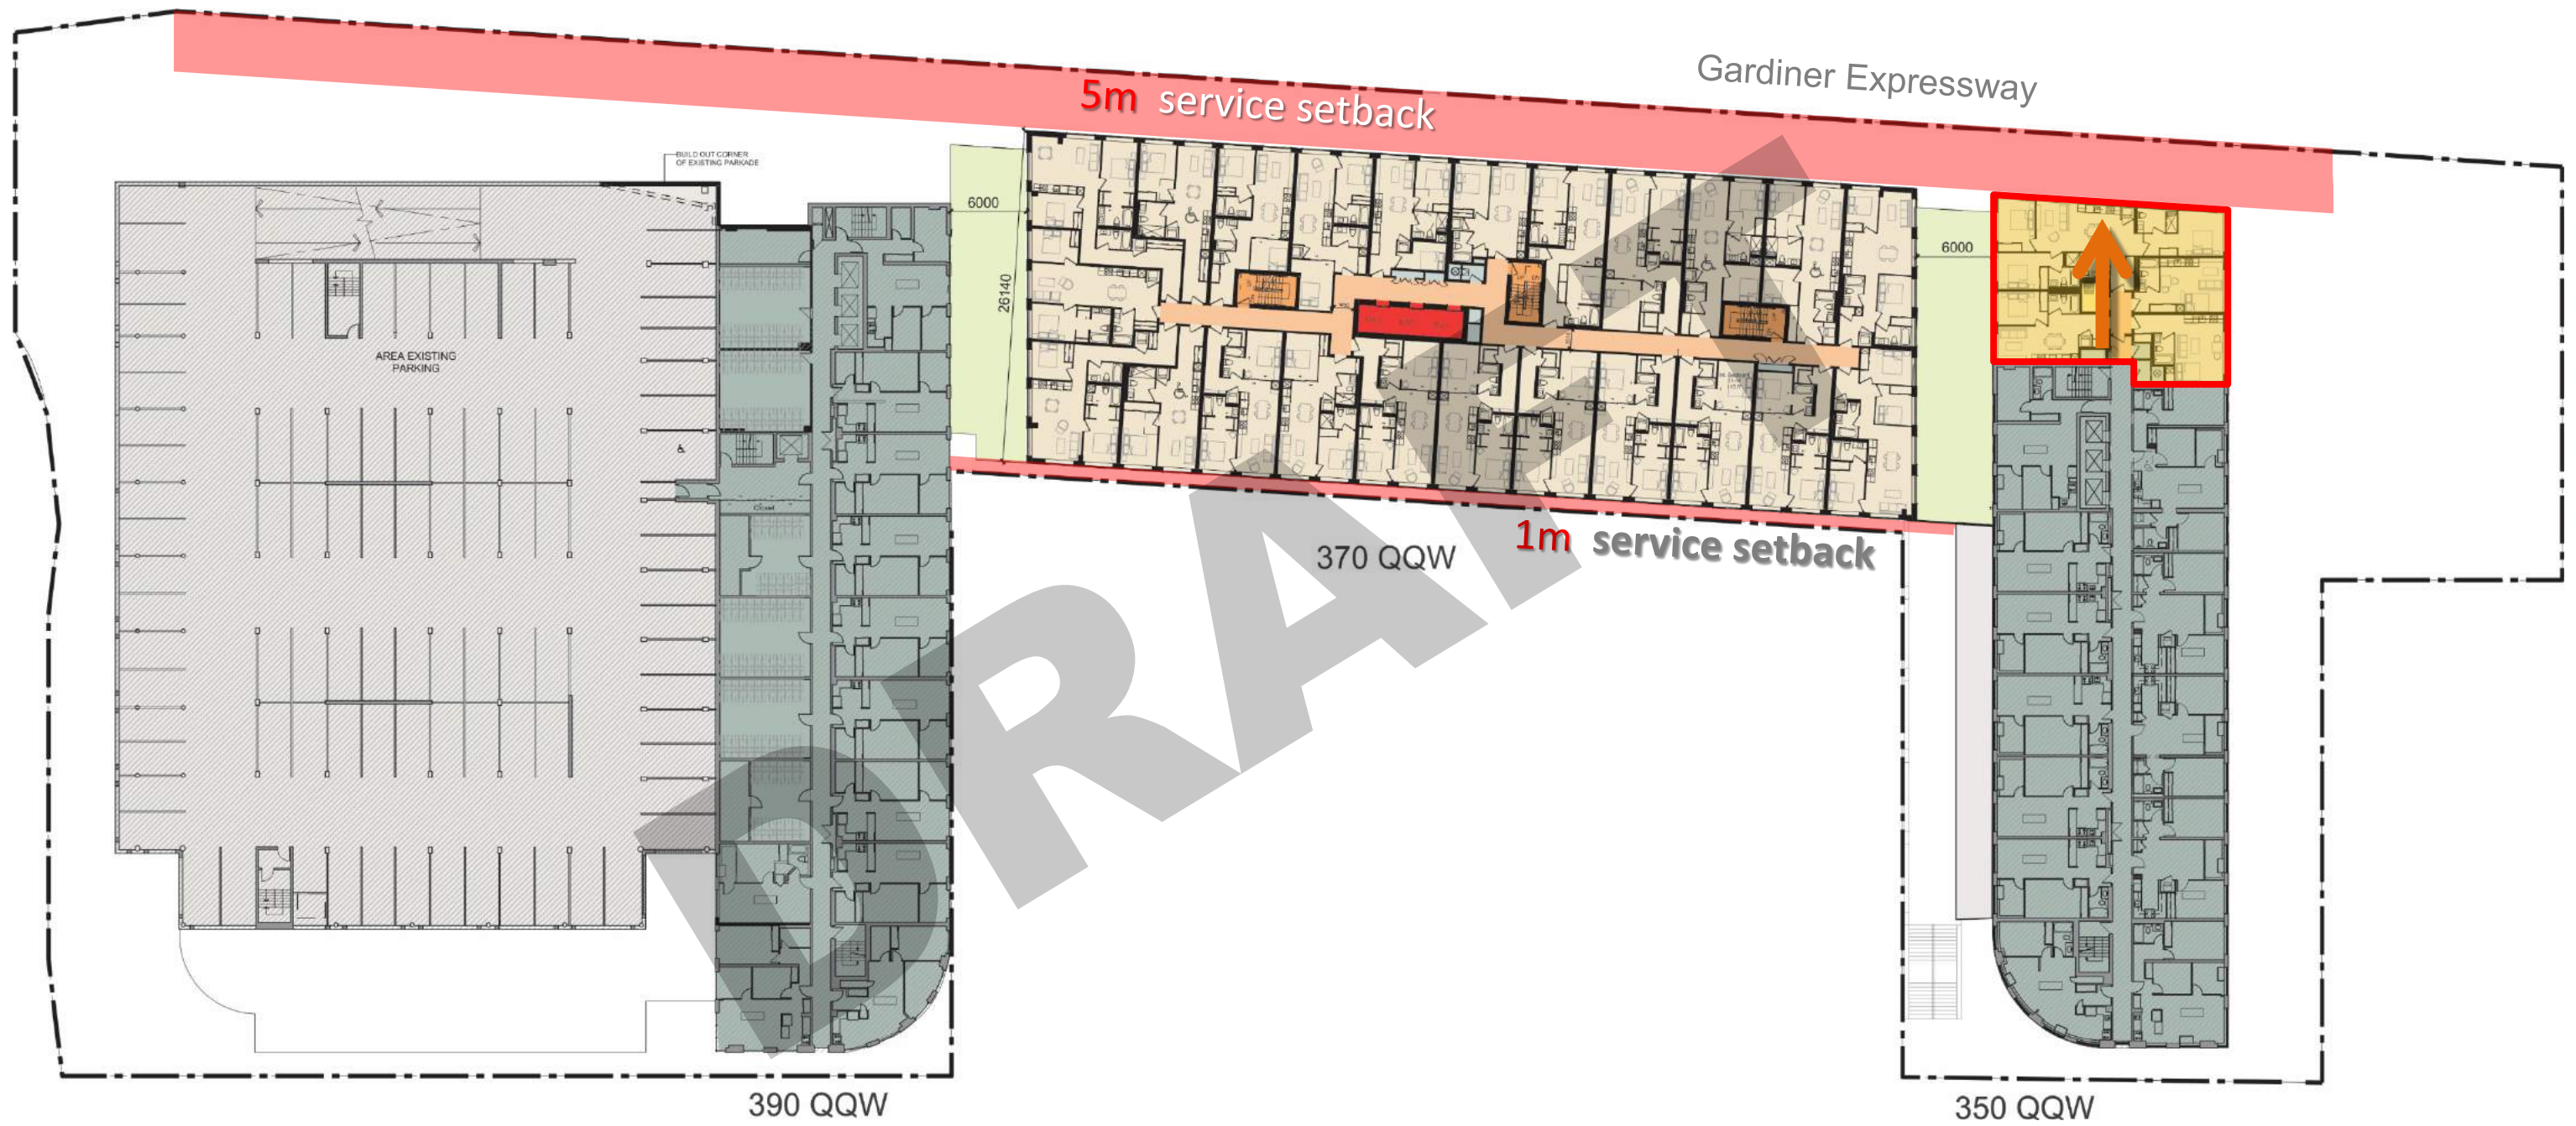 Gardiner Expressway
5m service setback
BUILD OUT CORNER
OF EXISTING PARKADE
6000
6000
26140
AREA EXISTING
PARKING
Closed
1m service setback
370 QQW
DRAFT
390 QQW
350 QQW